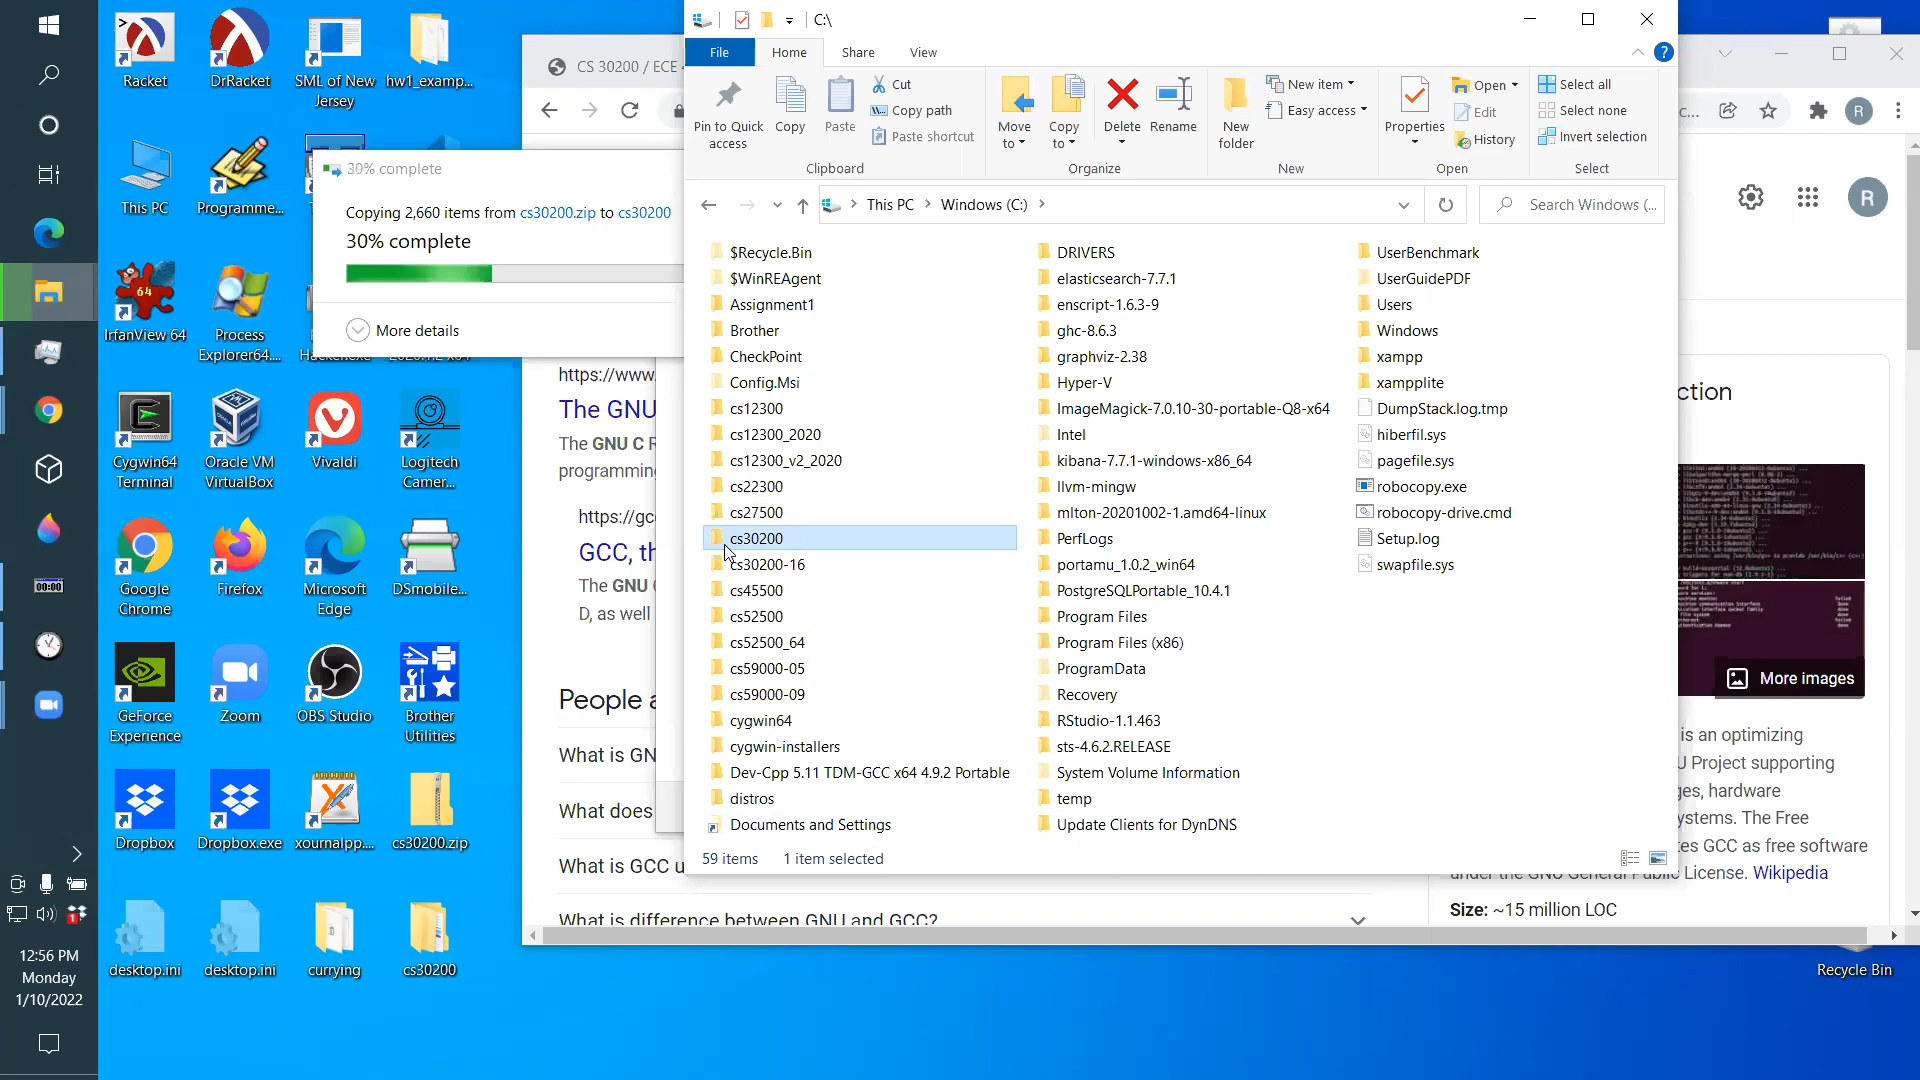 C:\
File
Home
Share
View
Pin to Quick access
Copy
Paste
Cut
Copy path
Paste shortcut
Clipboard
Move to
Copy to
Delete
Rename
Organize
New folder
New item
Easy access
New
Properties
Open
Edit
History
Open
Select all
Select none
Invert selection
Select
This PC
Windows (C:)
Search Windows (...
$Recycle.Bin
$WinREAgent
Assignment1
Brother
CheckPoint
Config.Msi
cs12300
cs12300_2020
cs12300_v2_2020
cs22300
cs27500
cs30200
cs30200-16
cs45500
cs52500
cs52500_64
cs59000-05
cs59000-09
cygwin64
cygwin-installers
Dev-Cpp 5.11 TDM-GCC x64 4.9.2 Portable
distros
Documents and Settings
DRIVERS
elasticsearch-7.7.1
enscript-1.6.3-9
ghc-8.6.3
graphviz-2.38
Hyper-V
ImageMagick-7.0.10-30-portable-Q8-x64
Intel
kibana-7.7.1-windows-x86_64
llvm-mingw
mlton-20201002-1.amd64-linux
PerfLogs
portamu_1.0.2_win64
PostgreSQLPortable_10.4.1
Program Files
Program Files (x86)
ProgramData
Recovery
RStudio-1.1.463
sts-4.6.2.RELEASE
System Volume Information
temp
Update Clients for DynDNS
UserBenchmark
UserGuidePDF
Users
Windows
xampp
xampplite
DumpStack.log.tmp
hiberfil.sys
pagefile.sys
robocopy.exe
robocopy-drive.cmd
Setup.log
swapfile.sys
59 items
1 item selected
30% complete
Copying 2,660 items from cs30200.zip to cs30200
30% complete
More details
Racket
DrRacket
SML of New Jersey
hw1_examp...
This PC
Programme...
IrfanView 64
Process Explorer64....
Cygwin64 Terminal
Oracle VM VirtualBox
Vivaldi
Logitech Camer...
Google Chrome
Firefox
Microsoft Edge
DSmobile...
GeForce Experience
Zoom
OBS Studio
Brother Utilities
Dropbox
Dropbox.exe
xournalpp....
cs30200.zip
desktop.ini
desktop.ini
currying
cs30200
Recycle Bin
00:00
12:56 PM
Monday
1/10/2022
CS 30200 / ECE
R
R
https://www.
The GNU
The GNU C R
programming
https://gc
GCC, th
The GNU
D, as well
People a
What is GN
What does
What is GCC u
What is difference between GNU and GCC?
ction
More images
is an optimizing
U Project supporting
ges, hardware
ystems. The Free
tes GCC as free software
under the GNU General Public License. Wikipedia
Size: ~15 million LOC